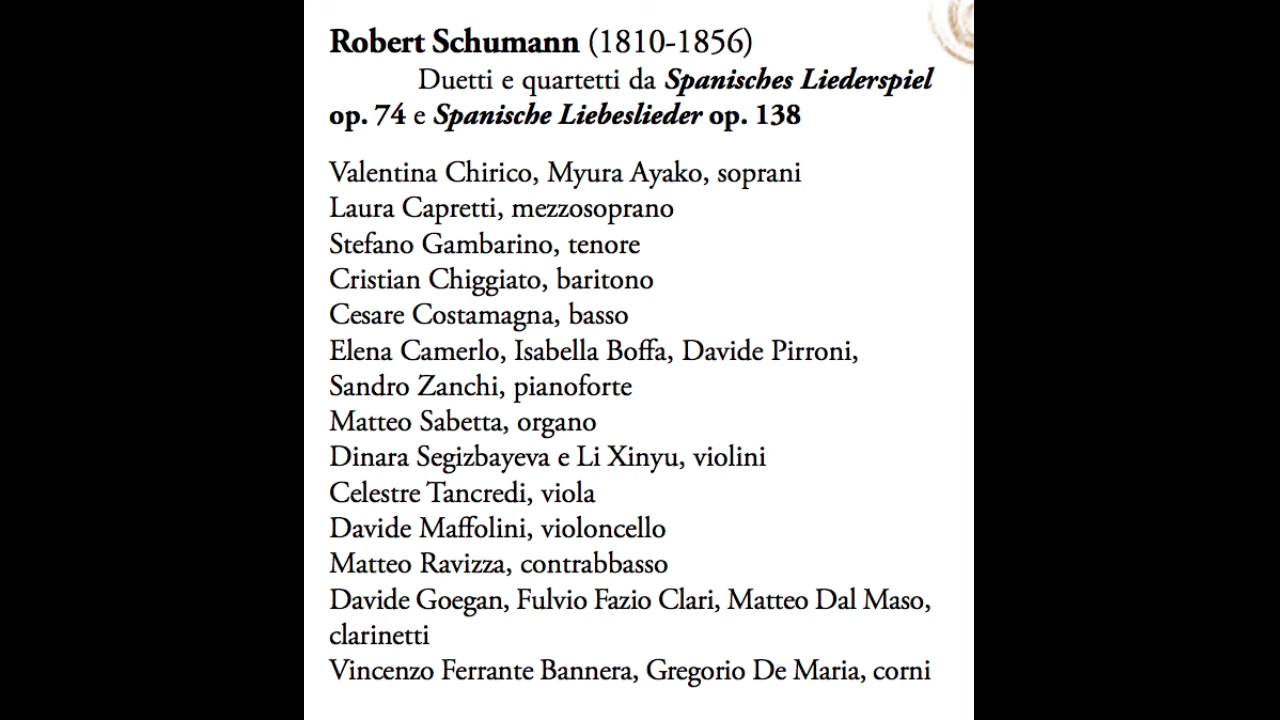 Robert Schumann (1810-1856)
Duetti e quartetti da Spanisches Liederspiel
op. 74 e Spanische Liebeslieder op. 138
Valentina Chirico, Myura Ayako, soprani
Laura Capretti, mezzosoprano
Stefano Gambarino, tenore
Cristian Chiggiato, baritono
Cesare Costamagna, basso
Elena Camerlo, Isabella Boffa, Davide Pirroni,
Sandro Zanchi, pianoforte
Matteo Sabetta, organo
Dinara Segizbayeva e Li Xinyu, violini
Celestre Tancredi, viola
Davide Maffolini, violoncello
Matteo Ravizza, contrabbasso
Davide Goegan, Fulvio Fazio Clari, Matteo Dal Maso,
clarinetti
Vincenzo Ferrante Bannera, Gregorio De Maria, corni